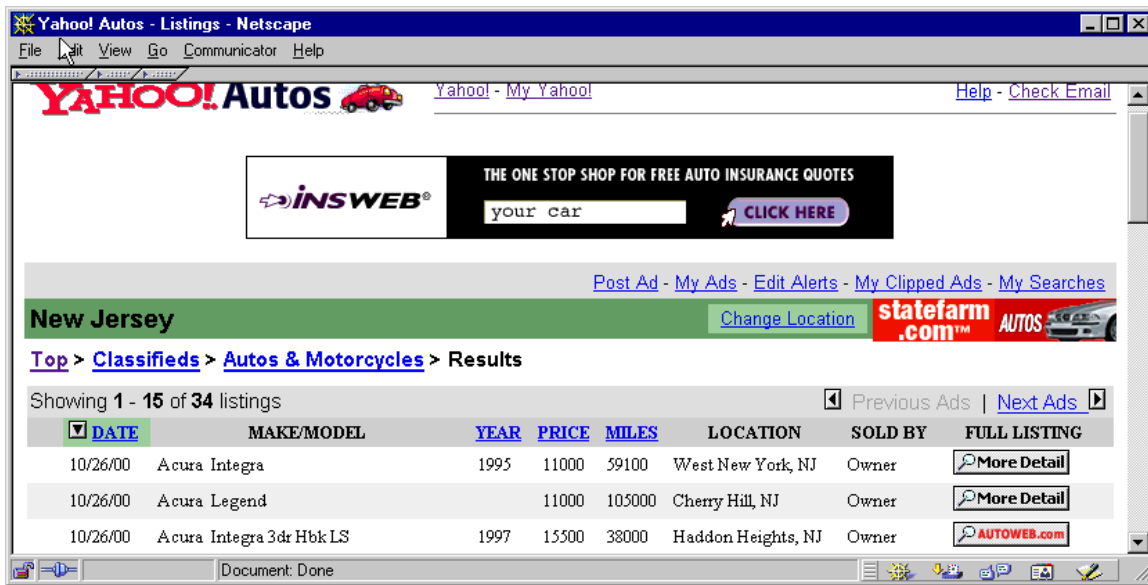 Yahoo! Autos - Listings - Netscape
File Edit View Go Communicator Help
YAHOO! Autos Yahoo! - My Yahoo! Help - Check Email
INSWEB® THE ONE STOP SHOP FOR FREE AUTO INSURANCE QUOTES
your car CLICK HERE
Post Ad - My Ads - Edit Alerts - My Clipped Ads - My Searches
New Jersey Change Location statefarm .com™ AUTOS
Top > Classifieds > Autos & Motorcycles > Results
Showing 1 - 15 of 34 listings Previous Ads | Next Ads
DATE MAKE/MODEL YEAR PRICE MILES LOCATION SOLD BY FULL LISTING
10/26/00 Acura Integra 1995 11000 59100 West New York, NJ Owner More Detail
10/26/00 Acura Legend 11000 105000 Cherry Hill, NJ Owner More Detail
10/26/00 Acura Integra 3dr Hbk LS 1997 15500 38000 Haddon Heights, NJ Owner AUTOWEB.com
Document: Done